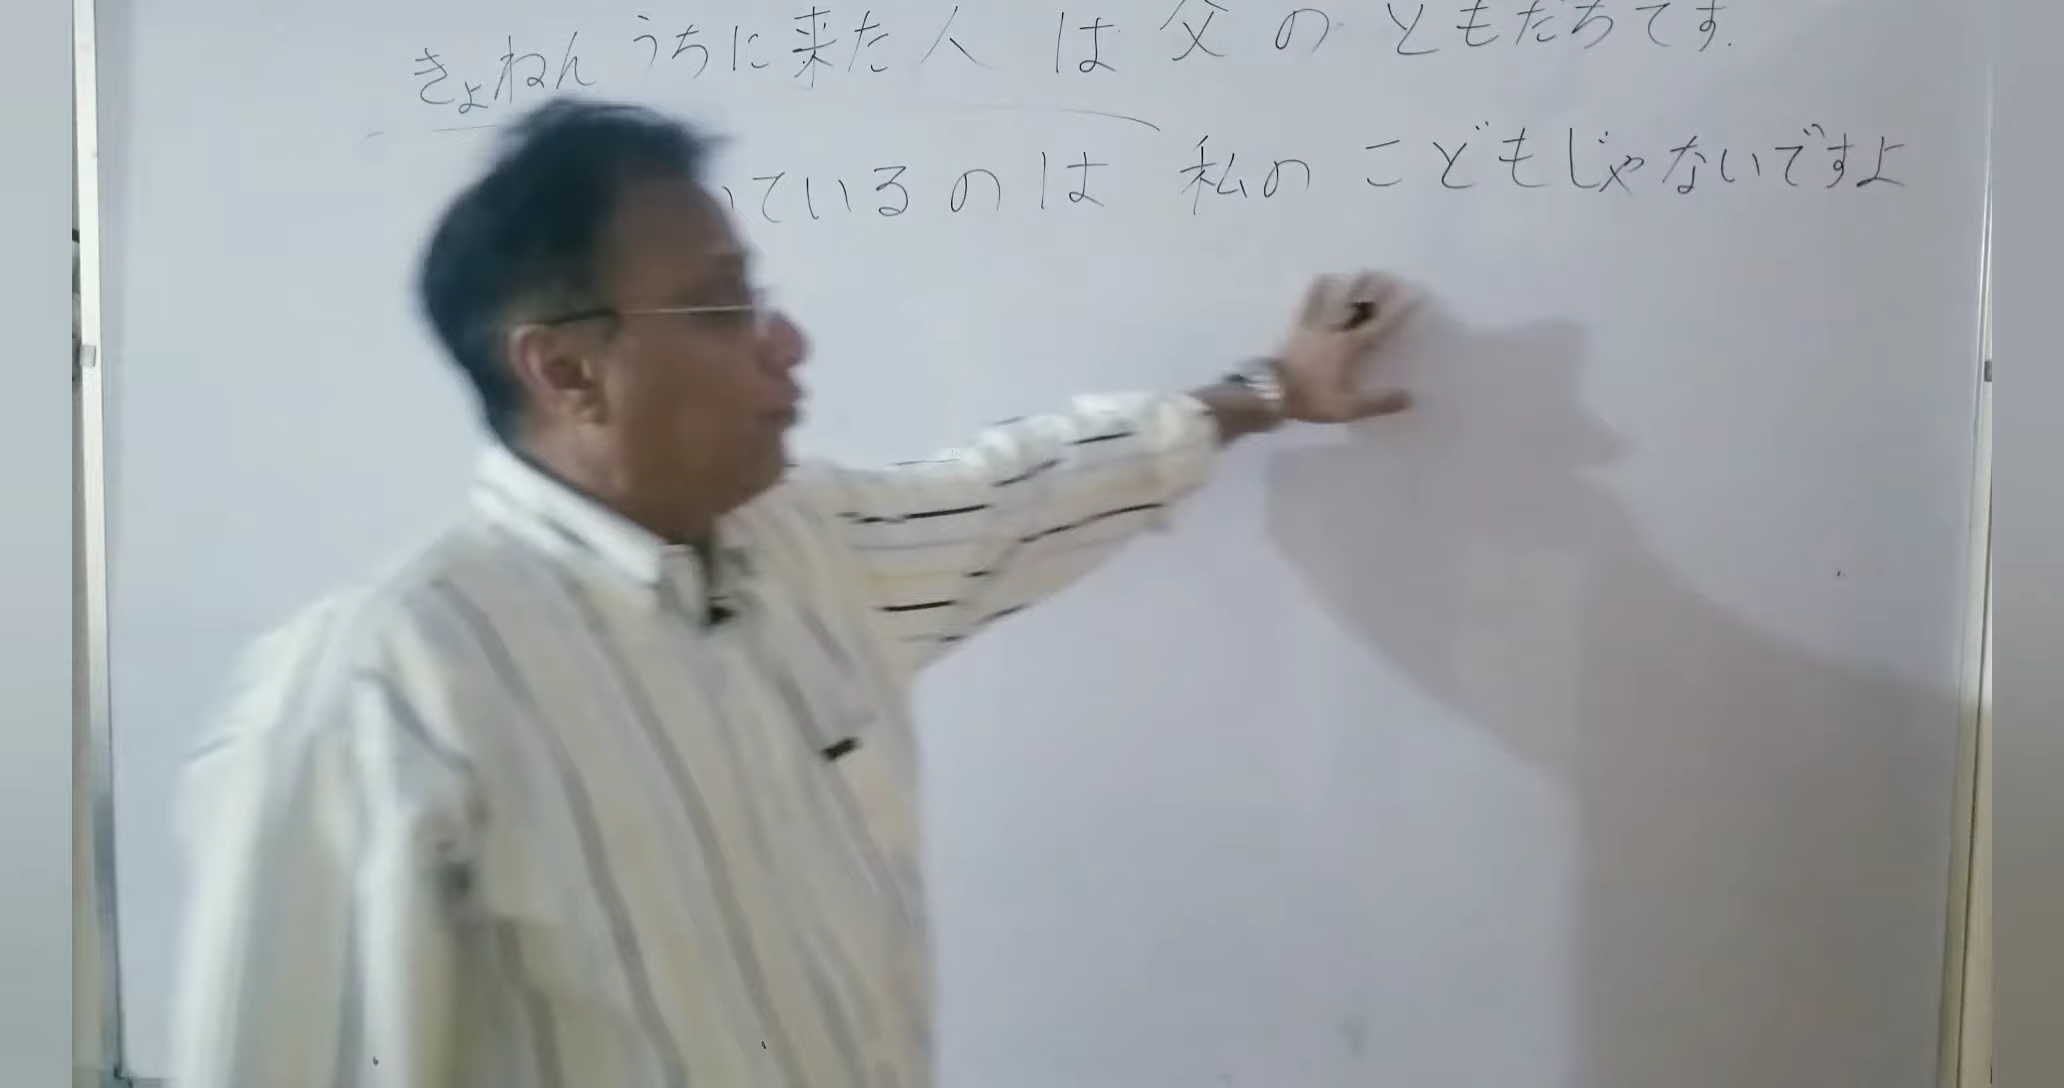 きょねん うちに来た人 は 父 の ともだちです.
ているのは 私の こどもじゃないですよ